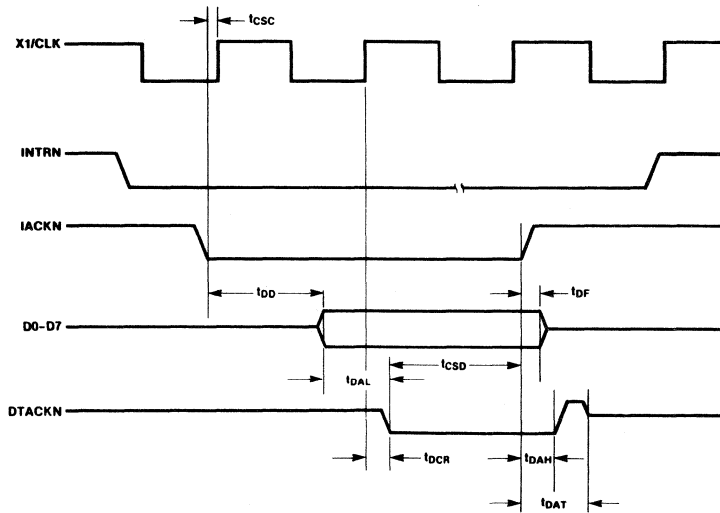 tCSC
X1/CLK
INTRN
IACKN
tDD
tDF
D0–D7
tCSD
tDAL
DTACKN
tDCR
tDAH
tDAT